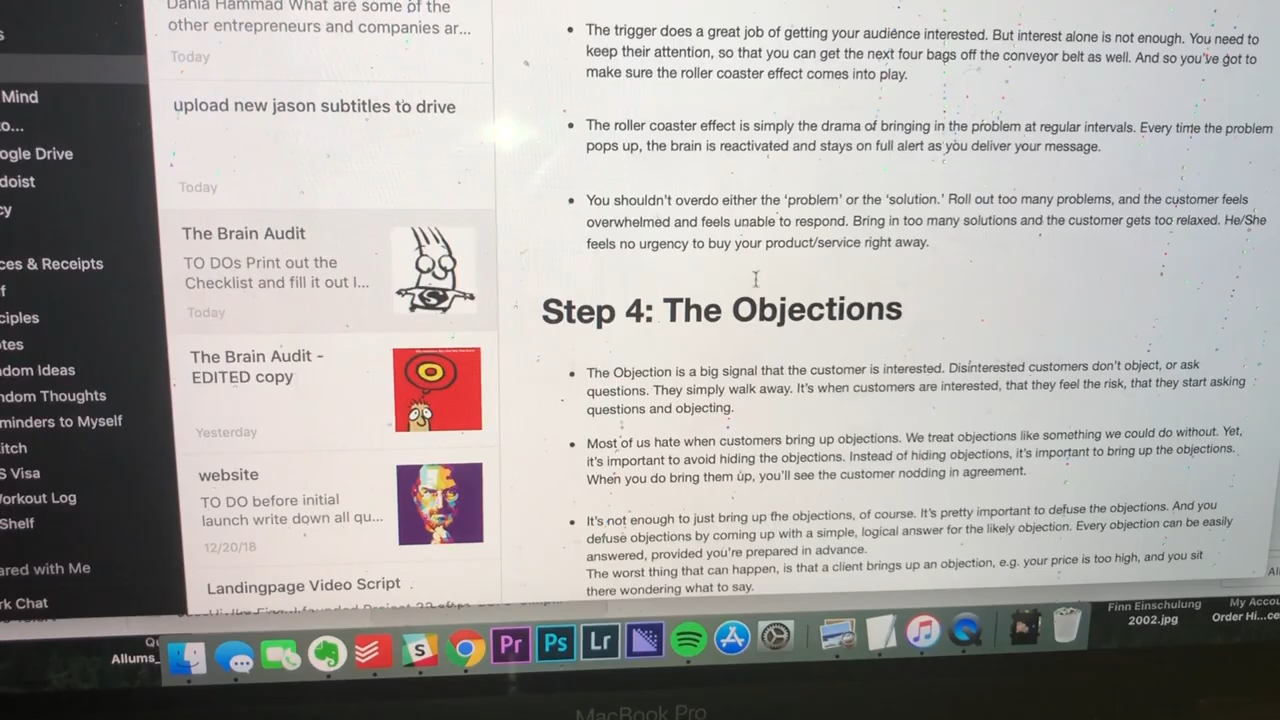 Dania Hammad What are some of the
other entrepreneurs and companies ar...
Today
upload new jason subtitles to drive
Today
The Brain Audit
TO DOs Print out the
Checklist and fill it out I...
Today
The Brain Audit -
EDITED copy
Yesterday
website
TO DO before initial
launch write down all qu...
12/20/18
Landingpage Video Script
s
Mind
o...
ogle Drive
doist
cy
ces & Receipts
f
ciples
tes
ndom Ideas
ndom Thoughts
minders to Myself
itch
S Visa
Workout Log
Shelf
ared with Me
rk Chat
• The trigger does a great job of getting your audience interested. But interest alone is not enough. You need to
keep their attention, so that you can get the next four bags off the conveyor belt as well. And so you've got to
make sure the roller coaster effect comes into play.
• The roller coaster effect is simply the drama of bringing in the problem at regular intervals. Every time the problem
pops up, the brain is reactivated and stays on full alert as you deliver your message.
• You shouldn't overdo either the 'problem' or the 'solution.' Roll out too many problems, and the customer feels
overwhelmed and feels unable to respond. Bring in too many solutions and the customer gets too relaxed. He/She
feels no urgency to buy your product/service right away.
Step 4: The Objections
• The Objection is a big signal that the customer is interested. Disinterested customers don't object, or ask
questions. They simply walk away. It's when customers are interested, that they feel the risk, that they start asking
questions and objecting.
• Most of us hate when customers bring up objections. We treat objections like something we could do without. Yet,
it's important to avoid hiding the objections. Instead of hiding objections, it's important to bring up the objections.
When you do bring them up, you'll see the customer nodding in agreement.
• It's not enough to just bring up the objections, of course. It's pretty important to defuse the objections. And you
defuse objections by coming up with a simple, logical answer for the likely objection. Every objection can be easily
answered, provided you're prepared in advance.
The worst thing that can happen, is that a client brings up an objection, e.g. your price is too high, and you sit
there wondering what to say.
Allums_
S
Pr
Ps
Lr
Finn Einschulung
2002.jpg
My Accou
Order Hi...ce
MacBook Pro